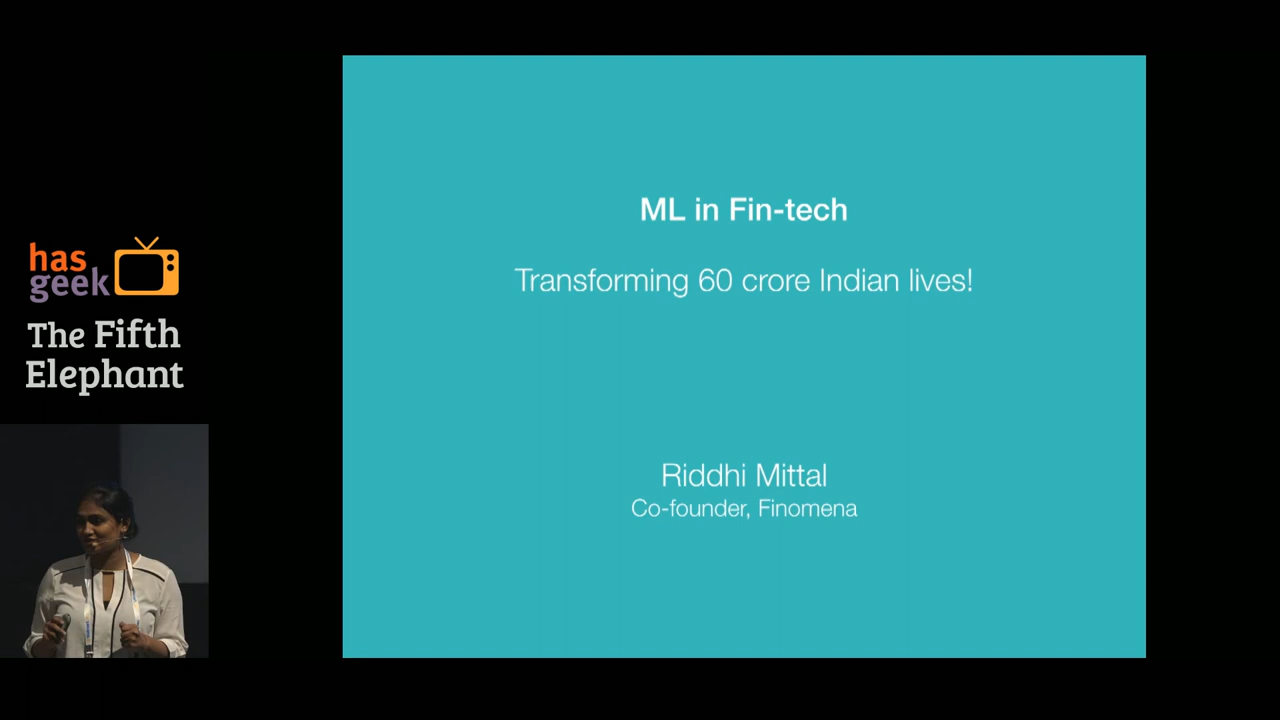 has
geek
The Fifth
Elephant
ML in Fin-tech
Transforming 60 crore Indian lives!
Riddhi Mittal
Co-founder, Finomena